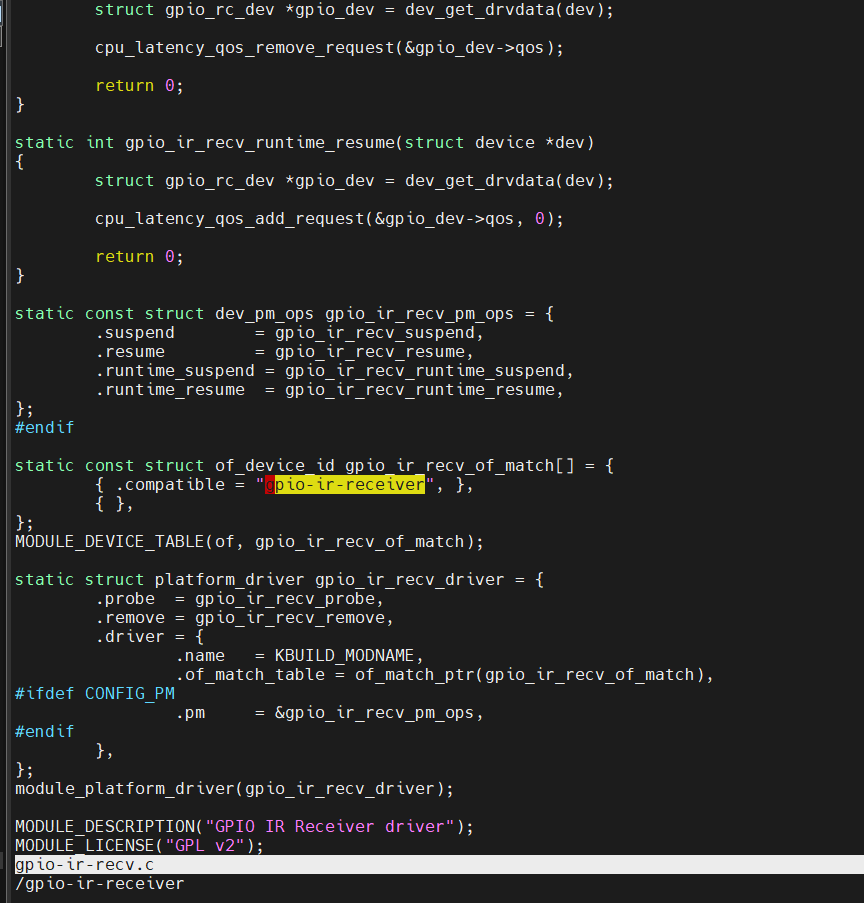 struct gpio_rc_dev *gpio_dev = dev_get_drvdata(dev);

        cpu_latency_qos_remove_request(&gpio_dev->qos);

        return 0;
}

static int gpio_ir_recv_runtime_resume(struct device *dev)
{
        struct gpio_rc_dev *gpio_dev = dev_get_drvdata(dev);

        cpu_latency_qos_add_request(&gpio_dev->qos, 0);

        return 0;
}

static const struct dev_pm_ops gpio_ir_recv_pm_ops = {
        .suspend        = gpio_ir_recv_suspend,
        .resume         = gpio_ir_recv_resume,
        .runtime_suspend = gpio_ir_recv_runtime_suspend,
        .runtime_resume  = gpio_ir_recv_runtime_resume,
};
#endif

static const struct of_device_id gpio_ir_recv_of_match[] = {
        { .compatible = "gpio-ir-receiver", },
        { },
};
MODULE_DEVICE_TABLE(of, gpio_ir_recv_of_match);

static struct platform_driver gpio_ir_recv_driver = {
        .probe  = gpio_ir_recv_probe,
        .remove = gpio_ir_recv_remove,
        .driver = {
                .name   = KBUILD_MODNAME,
                .of_match_table = of_match_ptr(gpio_ir_recv_of_match),
#ifdef CONFIG_PM
                .pm     = &gpio_ir_recv_pm_ops,
#endif
        },
};
module_platform_driver(gpio_ir_recv_driver);

MODULE_DESCRIPTION("GPIO IR Receiver driver");
MODULE_LICENSE("GPL v2");
gpio-ir-recv.c
/gpio-ir-receiver